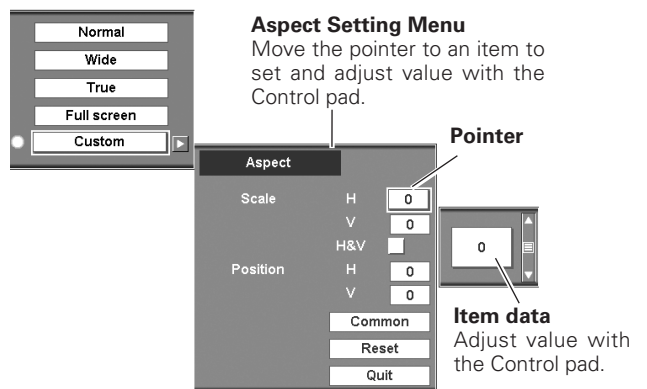 Normal
Wide
True
Full screen
Custom
Aspect Setting Menu
Move the pointer to an item to
set and adjust value with the
Control pad.
Pointer
Aspect
Scale H 0
V 0
H&V
Position H 0
V 0
Common
Reset
Quit
0
Item data
Adjust value with
the Control pad.